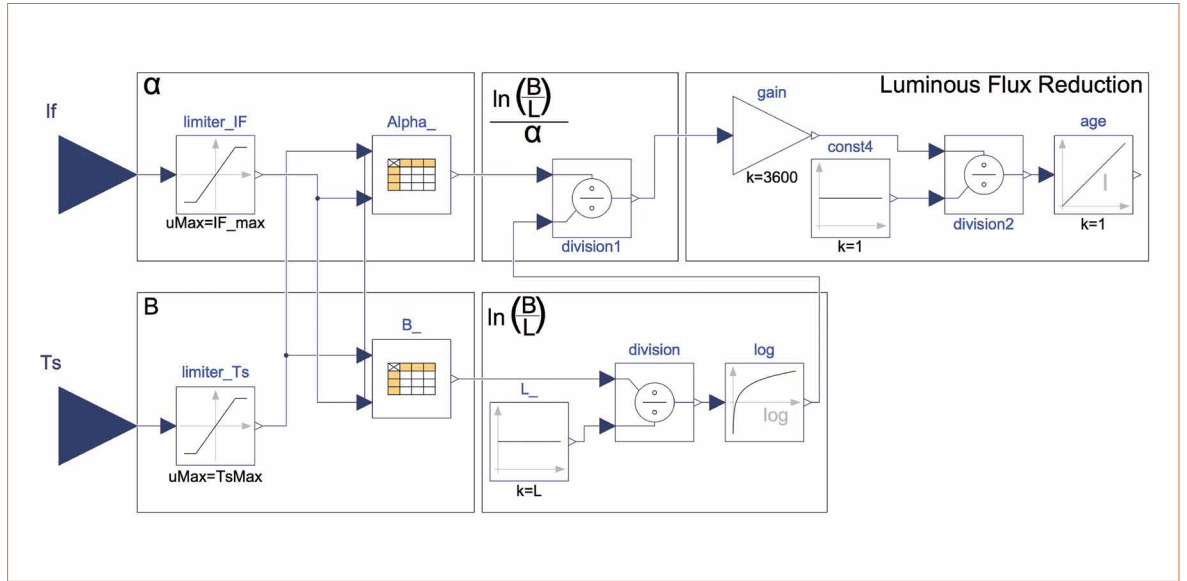 If
α
limiter_IF
uMax=IF_max
Alpha_
ln (B/L)
α
division1
Luminous Flux Reduction
gain
k=3600
const4
k=1
division2
age
I
k=1
Ts
B
limiter_Ts
uMax=TsMax
B_
ln (B/L)
L_
k=L
division
log
log